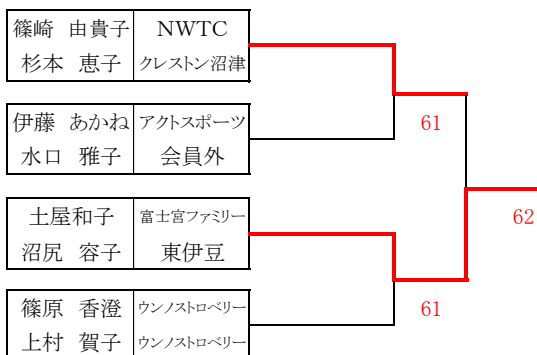 篠崎 由貴子 NWTC
杉本 恵子 クレストン沼津
伊藤 あかね アクトスポーツ
61
水口 雅子 会員外
土屋和子 富士宮ファミリー
62
沼尻 容子 東伊豆
篠原 香澄 ウンノストロベリー
61
上村 賀子 ウンノストロベリー